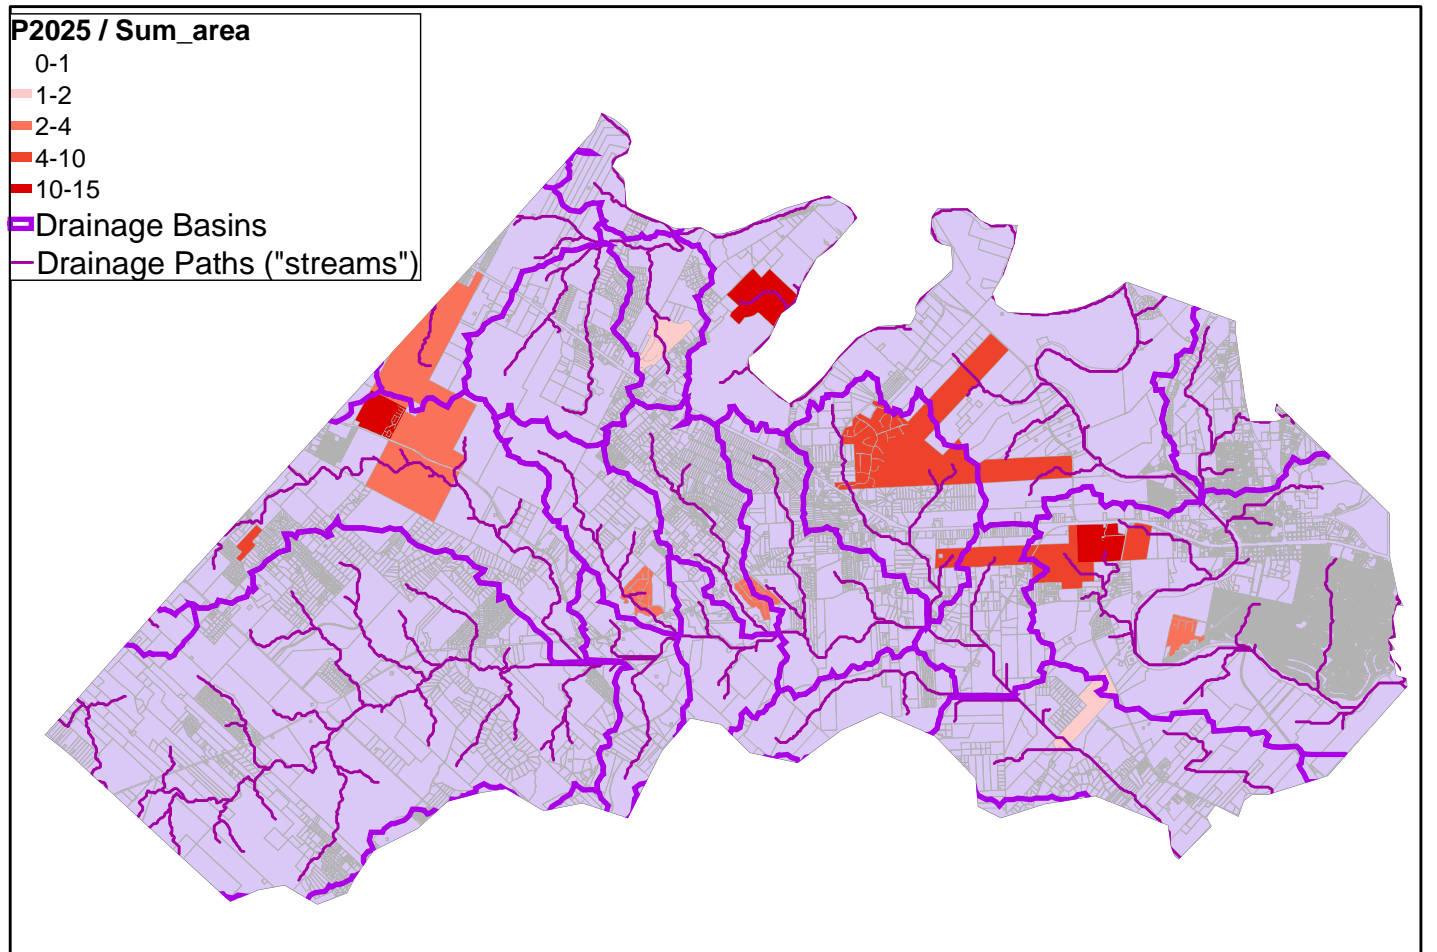 P2025 / Sum_area
0-1
1-2
2-4
4-10
10-15
Drainage Basins
Drainage Paths ("streams")